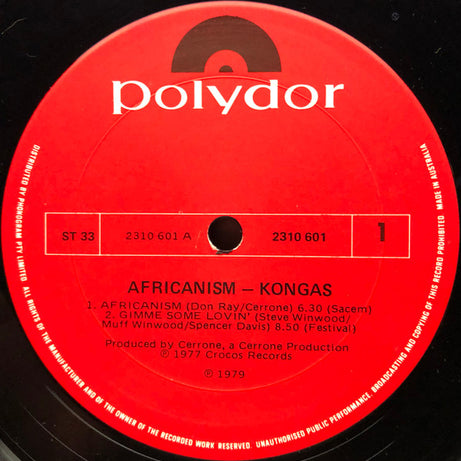 polydor
ST 33
2310 601 A
2310 601
1
AFRICANISM – KONGAS
1. AFRICANISM (Don Ray/Cerrone) 6.30 (Sacem)
2. GIMME SOME LOVIN' (Steve Winwood/
Muff Winwood/Spencer Davis) 8.50 (Festival)
Produced by Cerrone, a Cerrone Production
℗ 1977 Crocos Records
℗ 1979
DISTRIBUTED BY PHONOGRAM PTY LIMITED. ALL RIGHTS OF THE MANUFACTURER AND OF THE OWNER OF THE RECORDED WORK RESERVED. UNAUTHORISED PUBLIC PERFORMANCE, BROADCASTING AND COPYING OF THIS RECORD PROHIBITED MADE IN AUSTRALIA